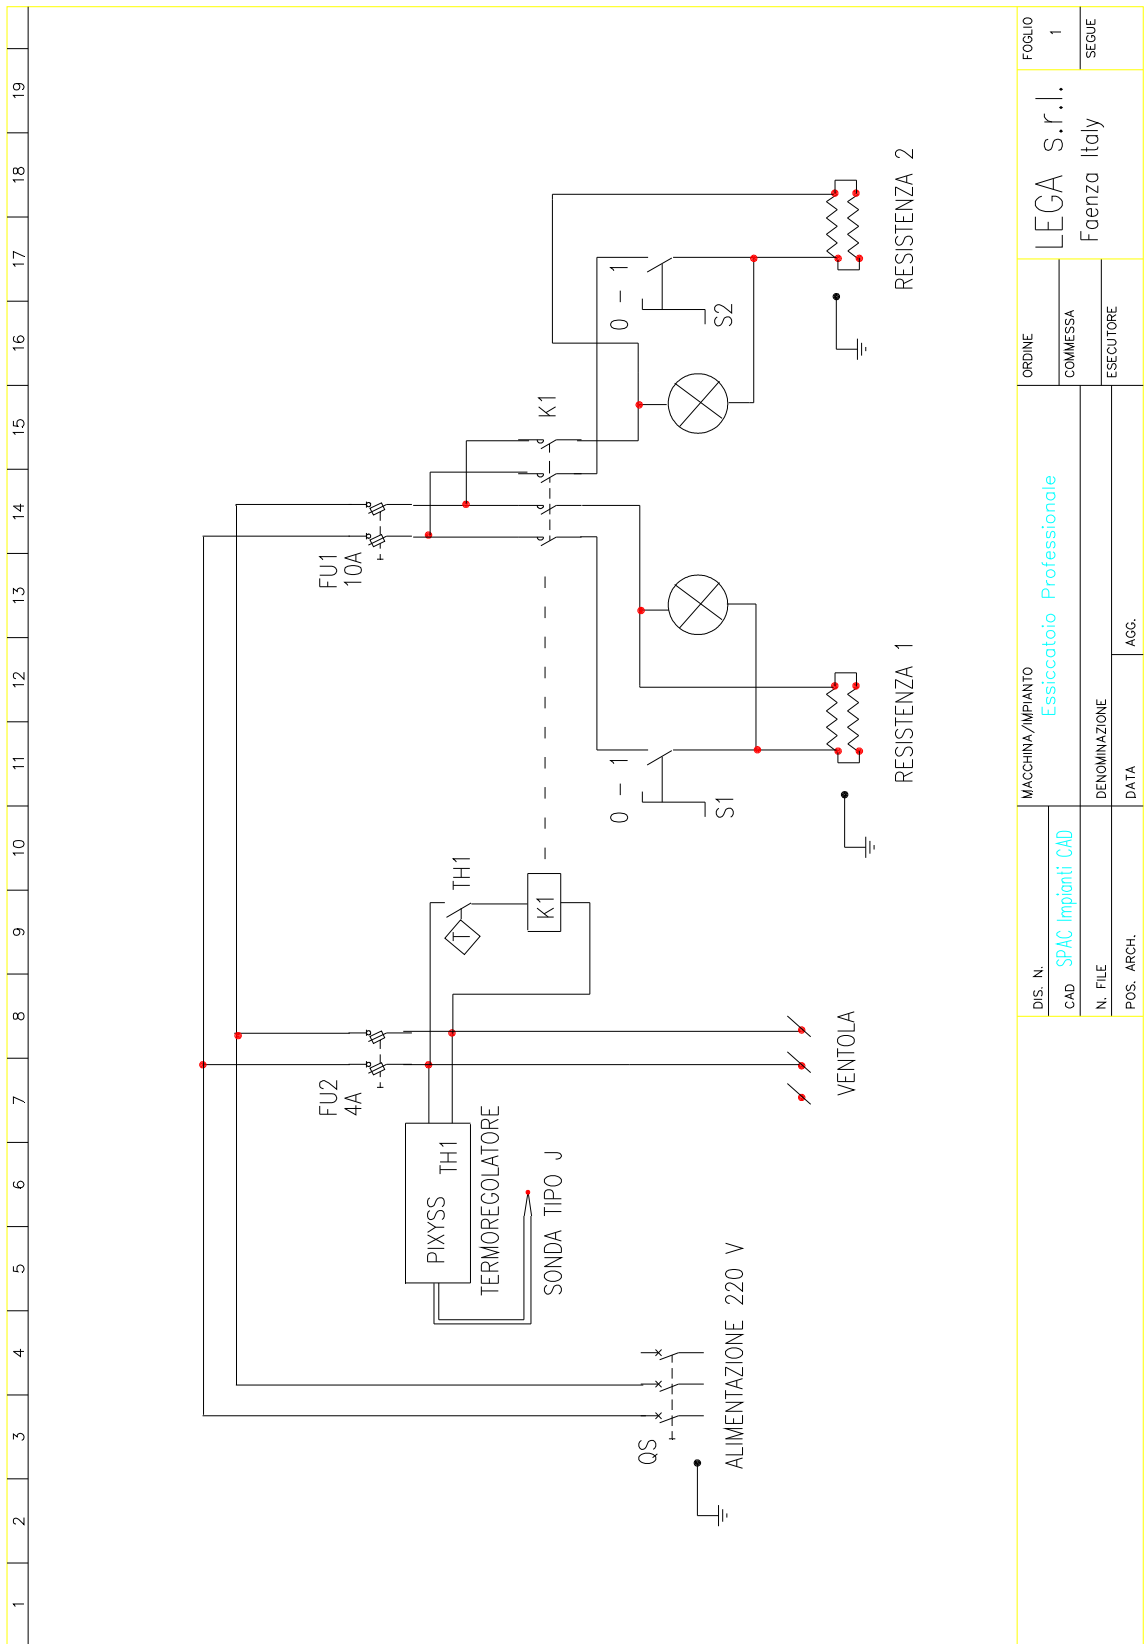 1
2
3
4
5
6
7
8
9
10
11
12
13
14
15
16
17
18
19
QS
ALIMENTAZIONE 220 V
PIXYSS
TH1
TERMOREGOLATORE
SONDA TIPO J
FU2
4A
VENTOLA
T
TH1
K1
FU1
10A
K1
0 - 1
S1
RESISTENZA 1
0 - 1
S2
RESISTENZA 2
DIS. N.
CAD
SPAC Impianti CAD
N. FILE
POS. ARCH.
MACCHINA/IMPIANTO
Essiccatoio Professionale
DENOMINAZIONE
DATA
AGG.
ORDINE
COMMESSA
ESECUTORE
LEGA s.r.l.
Faenza Italy
FOGLIO
1
SEGUE